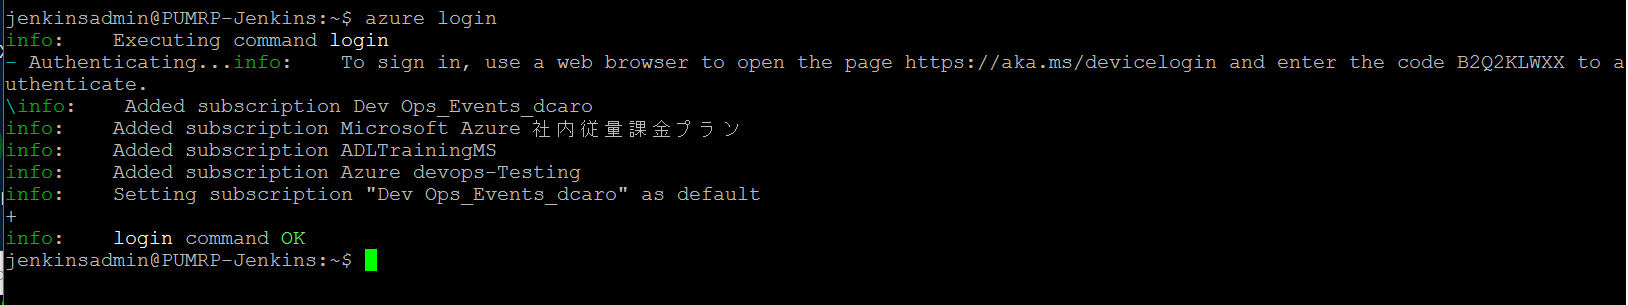 jenkinsadmin@PUMRP-Jenkins:~$ azure login
info:    Executing command login
- Authenticating...info:    To sign in, use a web browser to open the page https://aka.ms/devicelogin and enter the code B2Q2KLWXX to a
uthenticate.
\info:    Added subscription Dev Ops_Events_dcaro
info:    Added subscription Microsoft Azure 社内従量課金プラン
info:    Added subscription ADLTrainingMS
info:    Added subscription Azure devops-Testing
info:    Setting subscription "Dev Ops_Events_dcaro" as default
+
info:    login command OK
jenkinsadmin@PUMRP-Jenkins:~$